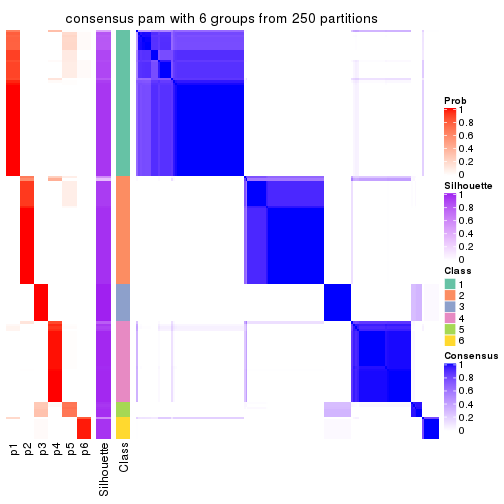 consensus pam with 6 groups from 250 partitions
Prob
1
0.8
0.6
0.4
0.2
0
Silhouette
1
0.8
0.6
0.4
0.2
0
Class
1
2
3
4
5
6
Consensus
1
0.8
0.6
0.4
0.2
0
p1
p2
p3
p4
p5
p6
Silhouette
Class